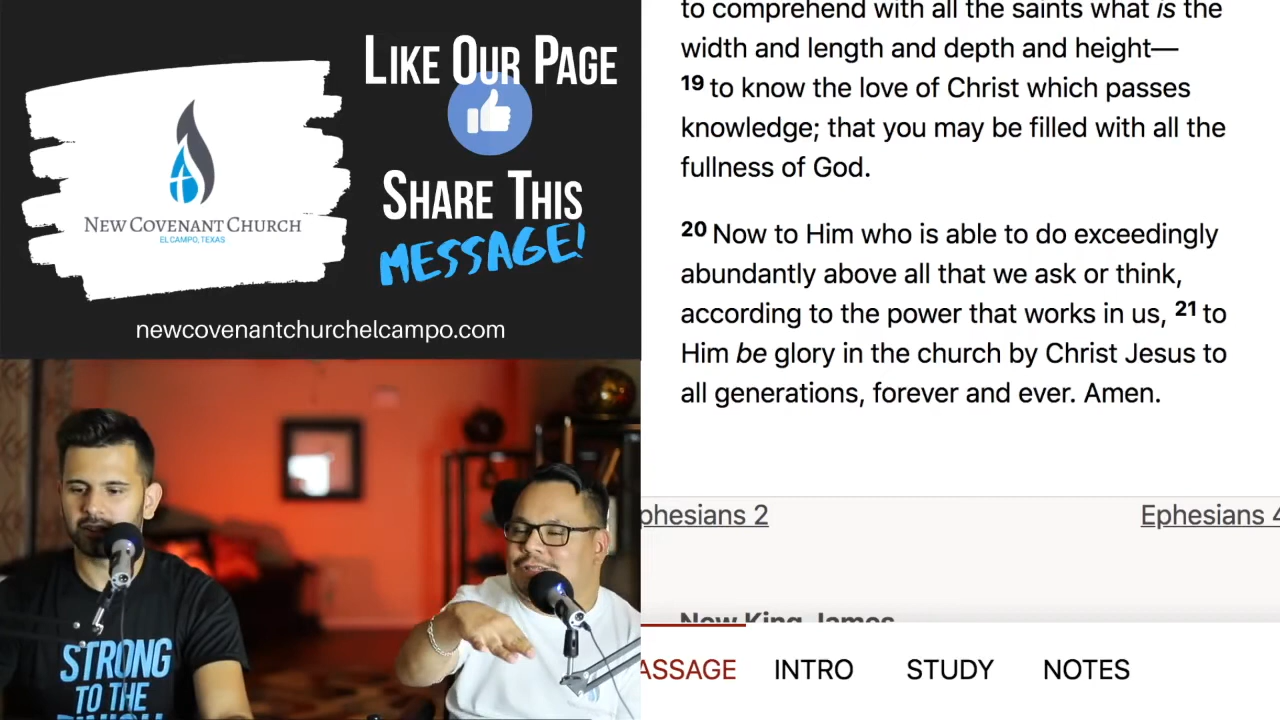 LIKE OUR PAGE
SHARE THIS
MESSAGE!
NEW COVENANT CHURCH
EL CAMPO, TEXAS
newcovenantchurchelcampo.com
STRONG
TO THE
to comprehend with all the saints what is the
width and length and depth and height—
19 to know the love of Christ which passes
knowledge; that you may be filled with all the
fullness of God.
20 Now to Him who is able to do exceedingly
abundantly above all that we ask or think,
according to the power that works in us, 21 to
Him be glory in the church by Christ Jesus to
all generations, forever and ever. Amen.
phesians 2
Ephesians 4
New King James
ASSAGE INTRO STUDY NOTES